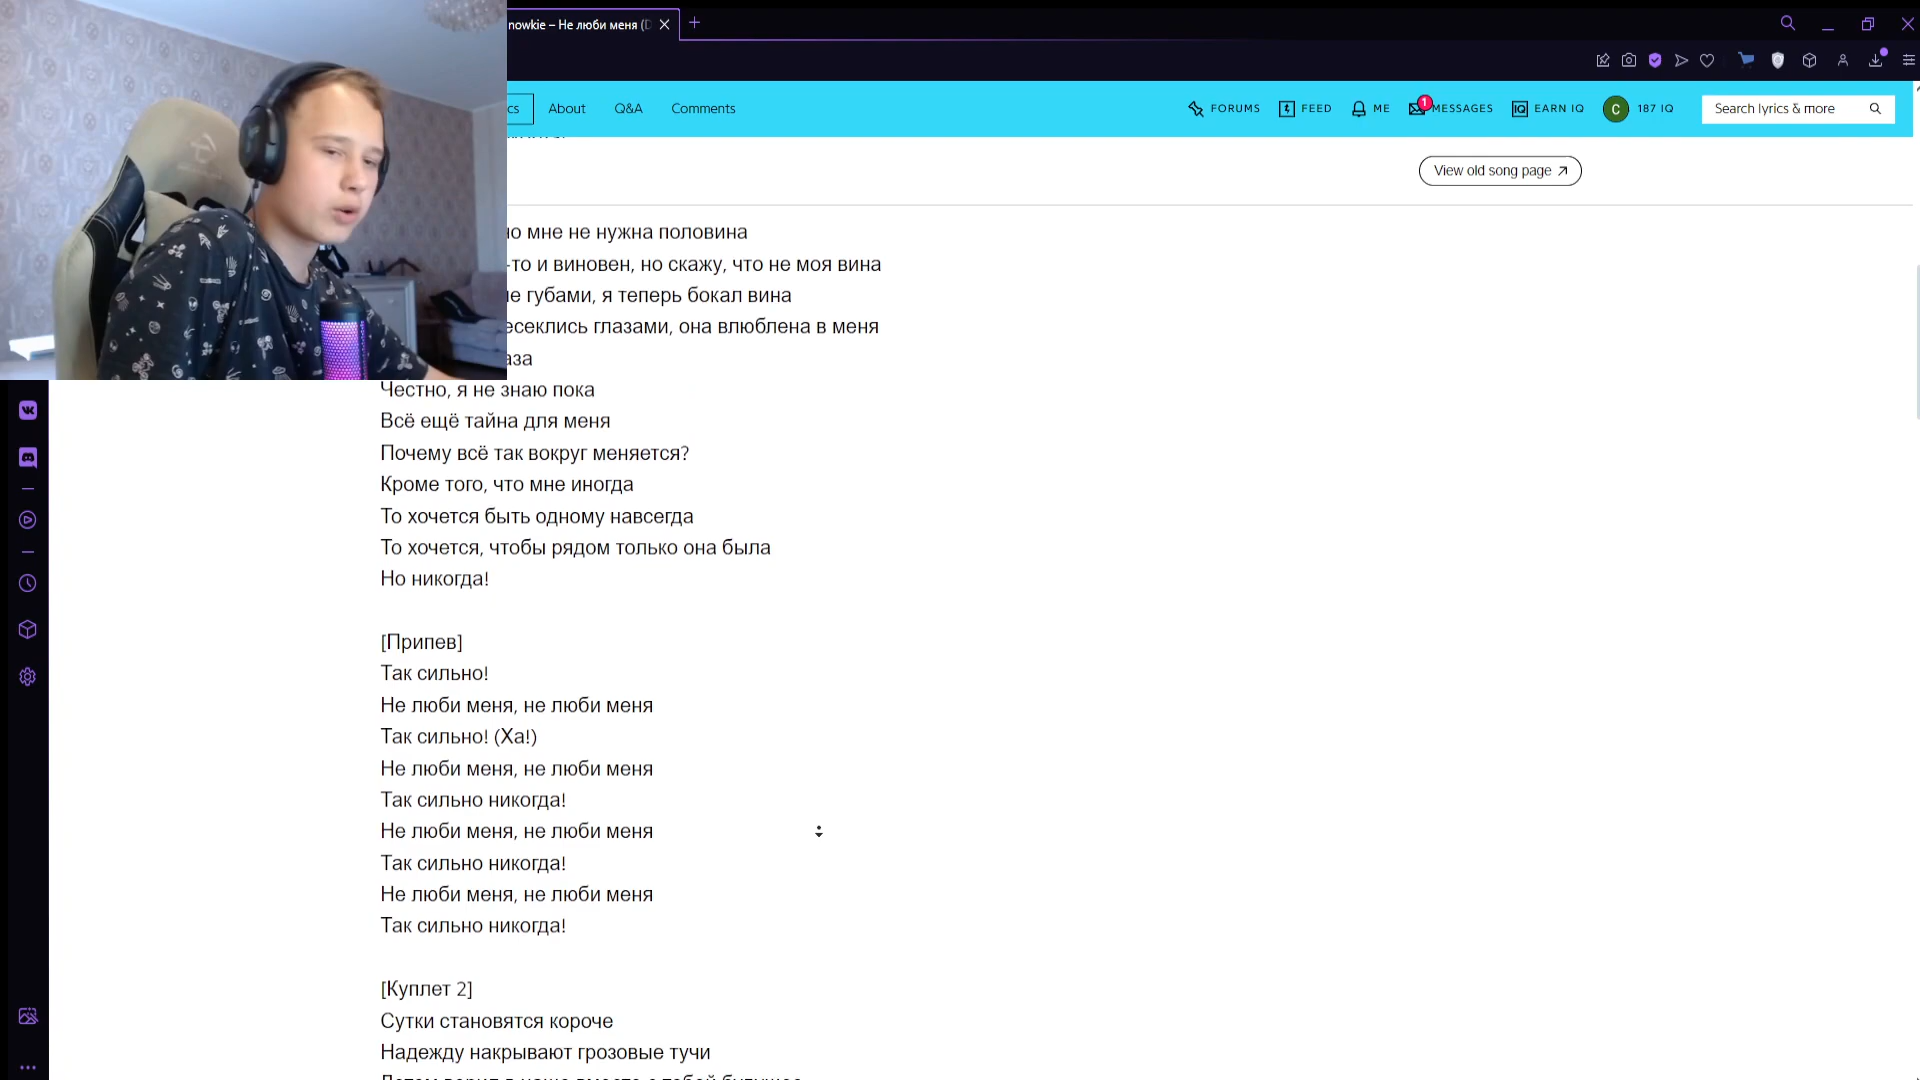 nowkie – Не люби меня (
cs
About
Q&A
Comments
FORUMS
FEED
ME
1
MESSAGES
EARN IQ
C
187 IQ
Search lyrics & more
View old song page
но мне не нужна половина
-то и виновен, но скажу, что не моя вина
губами, я теперь бокал вина
есеклись глазами, она влюблена в меня
аза
Честно, я не знаю пока
Всё ещё тайна для меня
Почему всё так вокруг меняется?
Кроме того, что мне иногда
То хочется быть одному навсегда
То хочется, чтобы рядом только она была
Но никогда!
[Припев]
Так сильно!
Не люби меня, не люби меня
Так сильно! (Ха!)
Не люби меня, не люби меня
Так сильно никогда!
Не люби меня, не люби меня
Так сильно никогда!
Не люби меня, не люби меня
Так сильно никогда!
[Куплет 2]
Сутки становятся короче
Надежду накрывают грозовые тучи